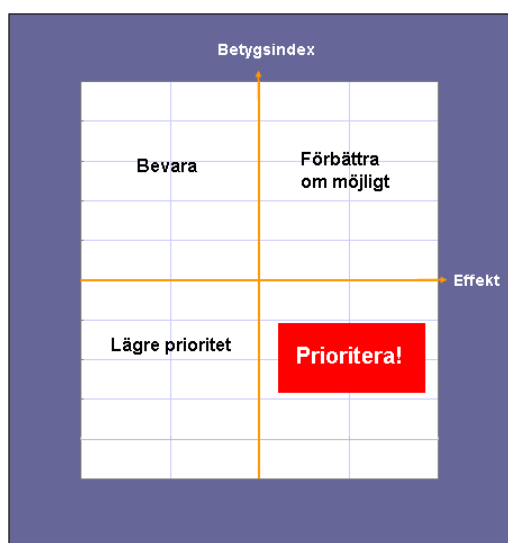 Betygsindex
Bevara
Förbättra
om möjligt
Effekt
Lägre prioritet
Prioritera!